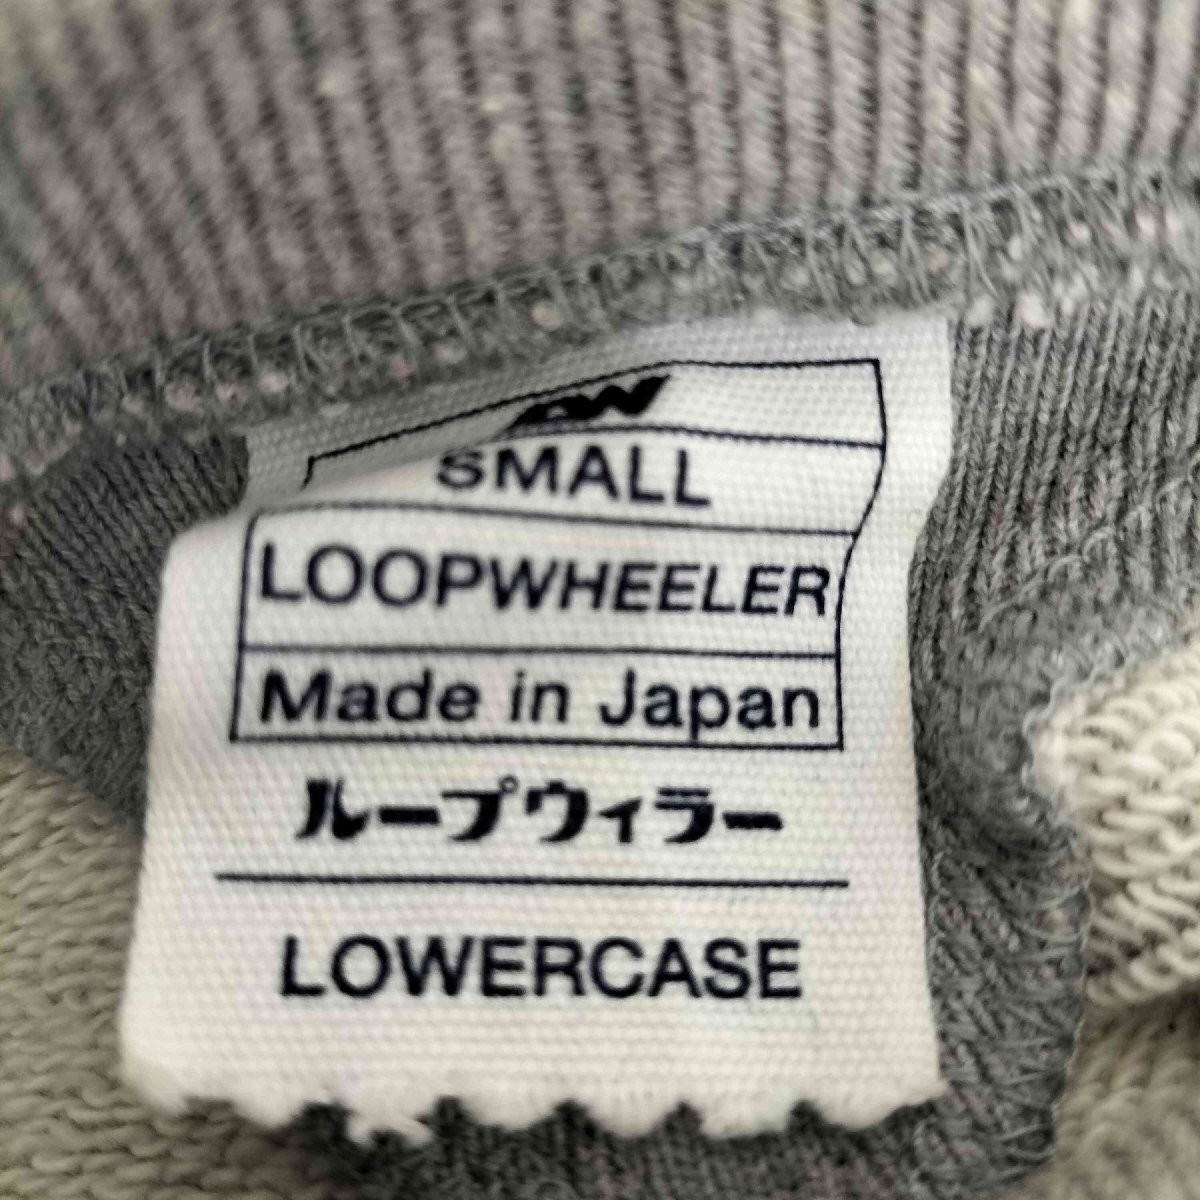 SMALL
LOOPWHEELER
Made in Japan
ループウィラー
LOWERCASE